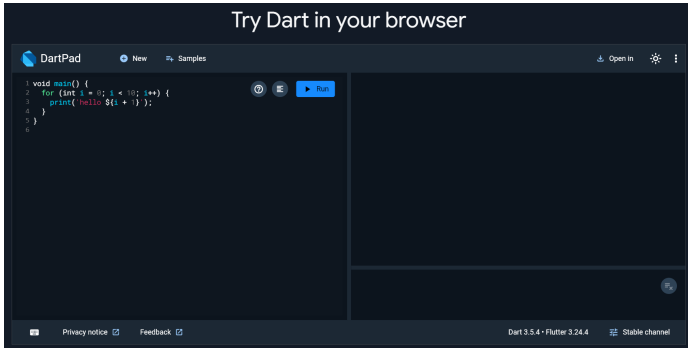 Try Dart in your browser
DartPad
New
Samples
Open in
1 void main() {
2   for (int i = 0; i < 10; i++) {
3     print('hello ${i + 1}');
4   }
5 }
6
Run
Privacy notice
Feedback
Dart 3.5.4 • Flutter 3.24.4
Stable channel